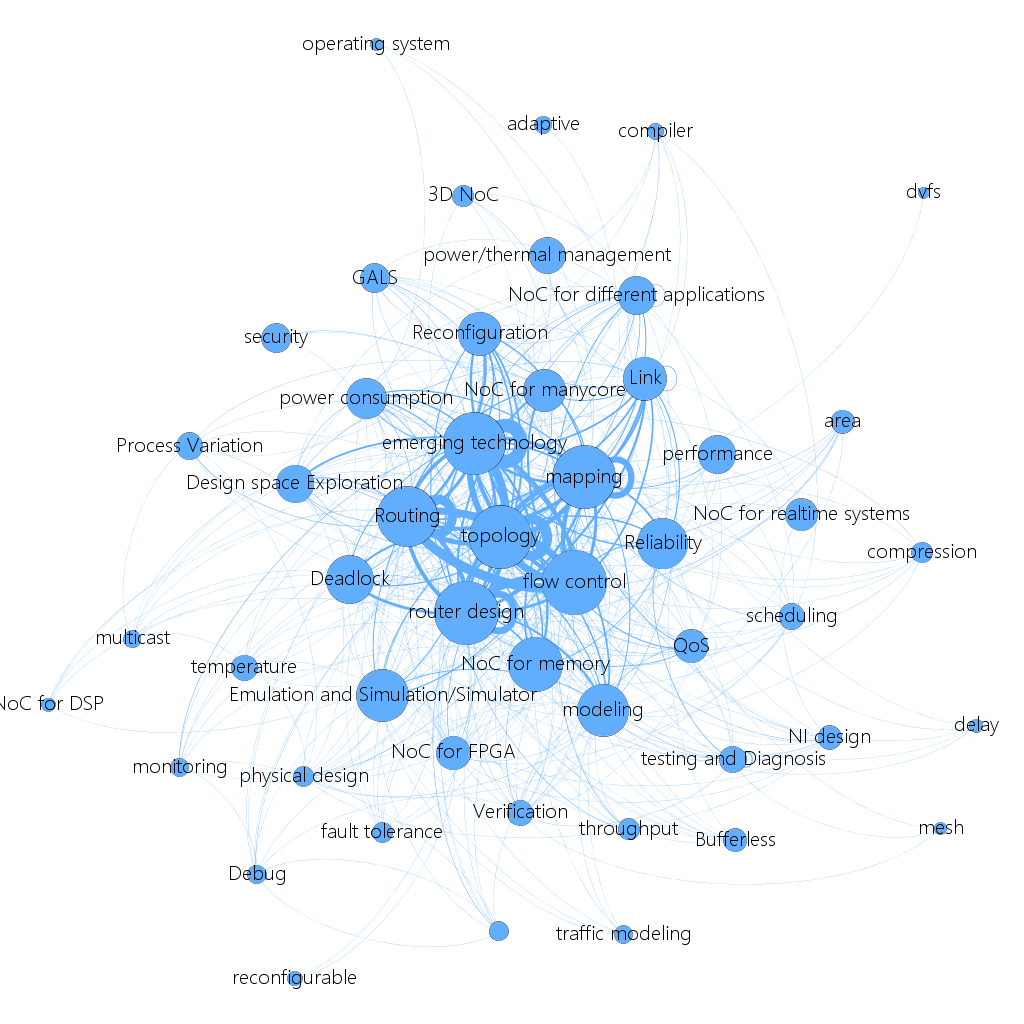 operating system
adaptive
compiler
dvfs
3D NoC
power/thermal management
GALS
NoC for different applications
Reconfiguration
security
Link
NoC for manycore
power consumption
area
emerging technology
Process Variation
performance
mapping
Design space Exploration
Routing
NoC for realtime systems
topology
Reliability
compression
Deadlock
flow control
router design
scheduling
multicast
QoS
NoC for memory
temperature
Emulation and Simulation/Simulator
NoC for DSP
modeling
delay
NI design
NoC for FPGA
testing and Diagnosis
monitoring
physical design
Verification
throughput
mesh
fault tolerance
Bufferless
Debug
traffic modeling
reconfigurable